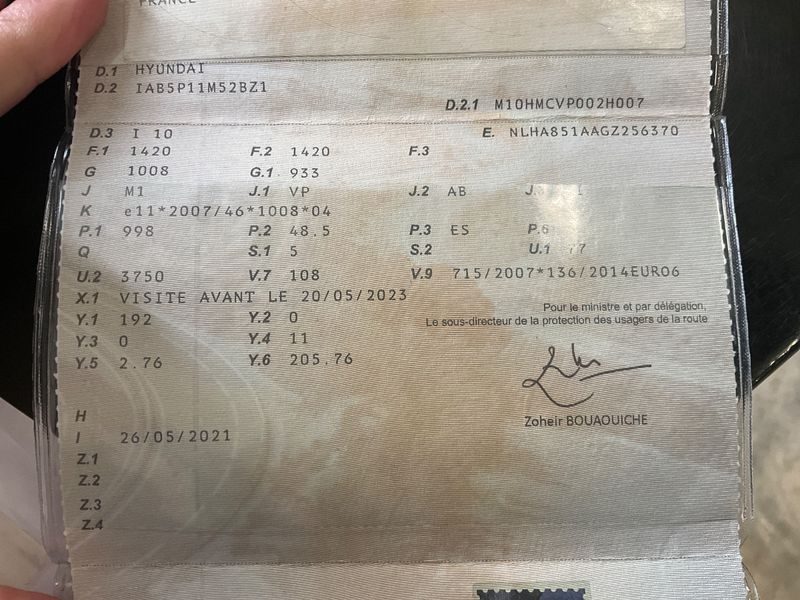 FRANCE
D.1 HYUNDAI
D.2 IAB5P11M52BZ1
D.2.1 M10HMCVP002H007
D.3 I 10 E. NLHA851AAGZ256370
F.1 1420 F.2 1420 F.3
G 1008 G.1 933
J M1 J.1 VP J.2 AB
K e11*2007/46*1008*04
P.1 998 P.2 48.5 P.3 ES P.6
Q S.1 5 S.2 U.1 77
U.2 3750 V.7 108 V.9 715/2007*136/2014EURO6
X.1 VISITE AVANT LE 20/05/2023
Pour le ministre et par délégation,
Y.1 192 Y.2 0 Le sous-directeur de la protection des usagers de la route
Y.3 0 Y.4 11
Y.5 2.76 Y.6 205.76
Zoheir BOUAOUICHE
H
I 26/05/2021
Z.1
Z.2
Z.3
Z.4